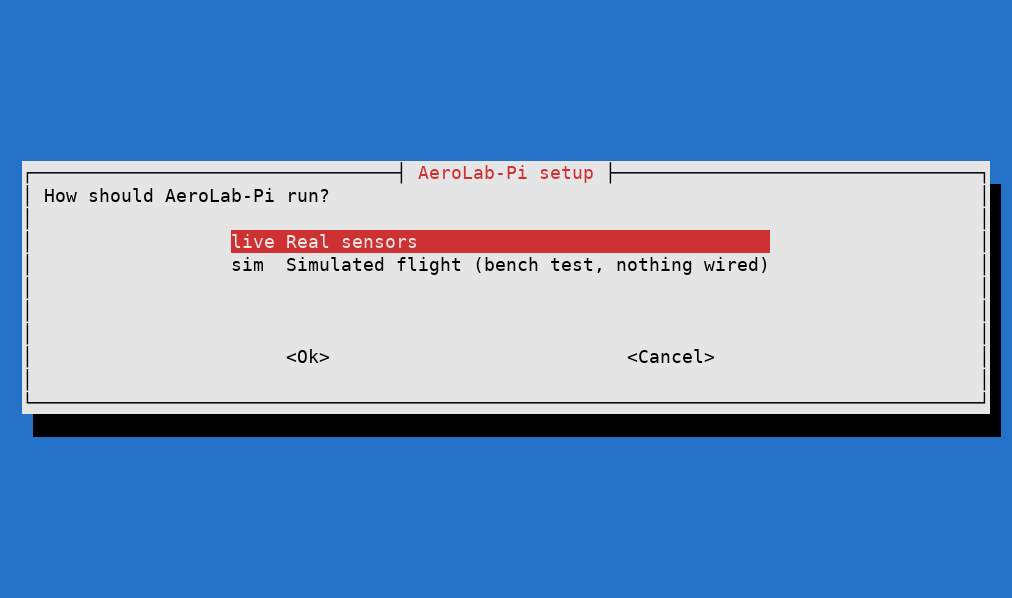 AeroLab-Pi setup
How should AeroLab-Pi run?
live Real sensors
sim  Simulated flight (bench test, nothing wired)
<Ok> <Cancel>